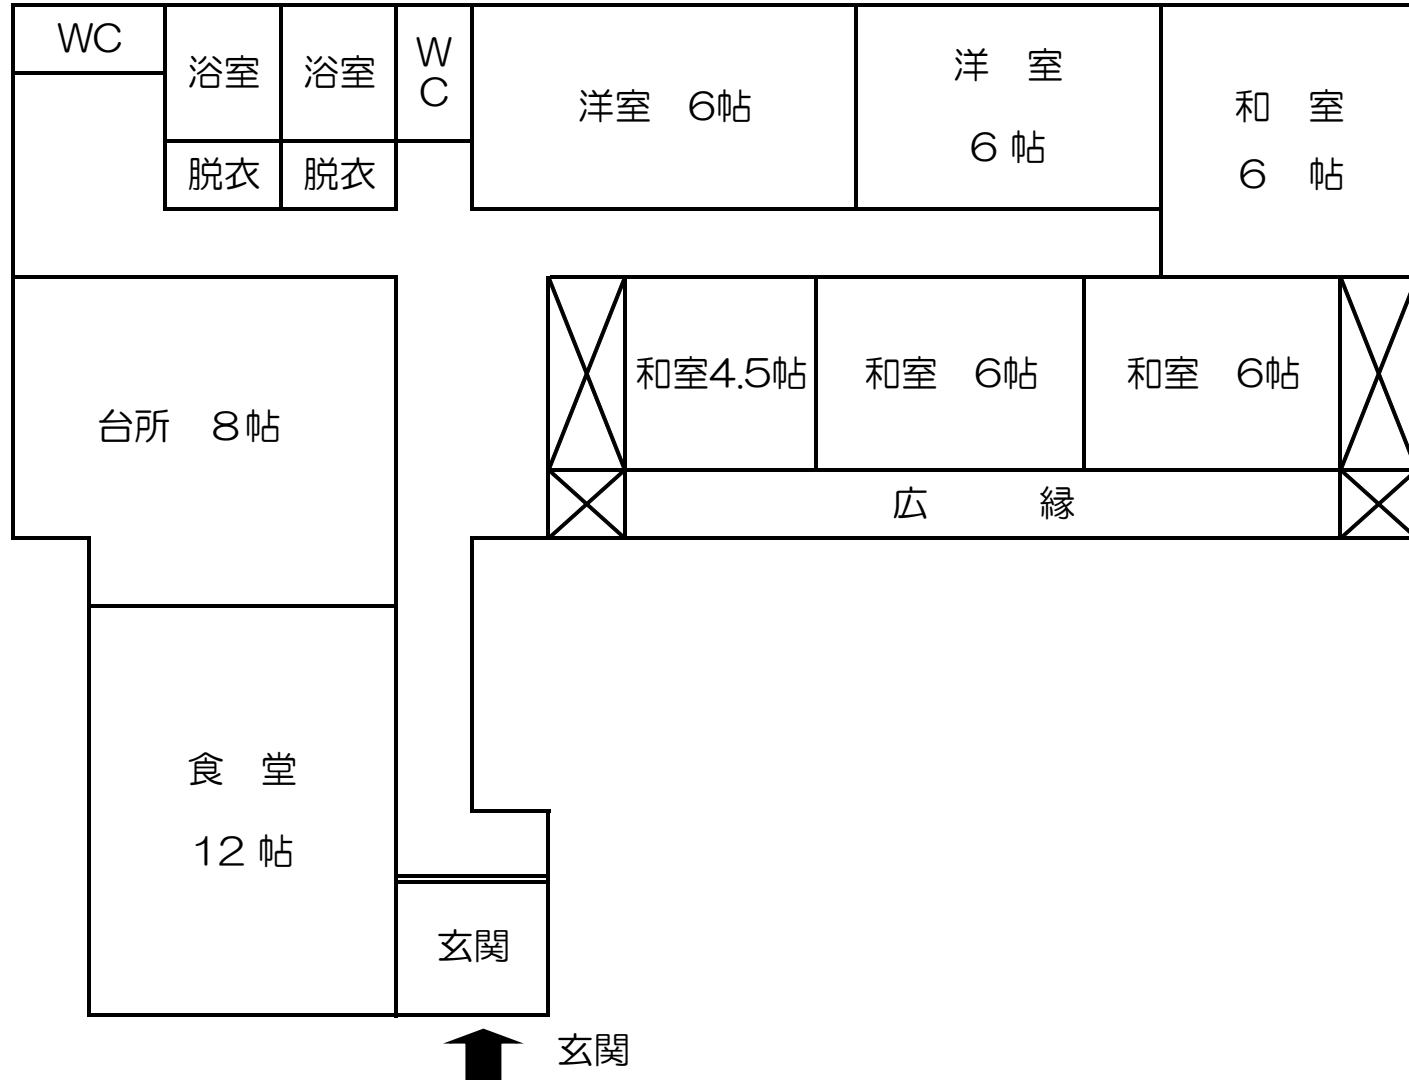 WC
浴室
浴室
W
C
脱衣
脱衣
洋室　6帖
洋　室
6 帖
和　室
6　帖
和室4.5帖
和室　6帖
和室　6帖
広　　　縁
台所　8帖
食　堂
12 帖
玄関
玄関